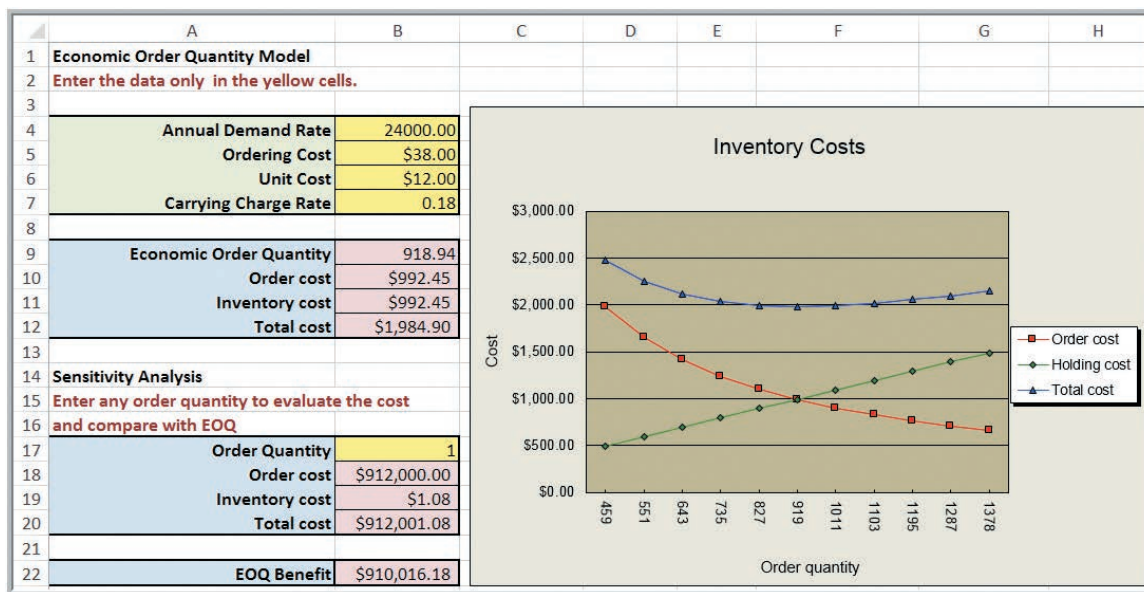 A B C D E F G H
1 Economic Order Quantity Model
2 Enter the data only in the yellow cells.
3
4 Annual Demand Rate 24000.00
5 Ordering Cost $38.00
6 Unit Cost $12.00
7 Carrying Charge Rate 0.18
8
9 Economic Order Quantity 918.94
10 Order cost $992.45
11 Inventory cost $992.45
12 Total cost $1,984.90
13
14 Sensitivity Analysis
15 Enter any order quantity to evaluate the cost
16 and compare with EOQ
17 Order Quantity 1
18 Order cost $912,000.00
19 Inventory cost $1.08
20 Total cost $912,001.08
21
22 EOQ Benefit $910,016.18
Inventory Costs
$3,000.00
$2,500.00
$2,000.00
$1,500.00
$1,000.00
$500.00
$0.00
Cost
459 551 643 735 827 919 1011 1103 1195 1287 1378
Order quantity
Order cost
Holding cost
Total cost